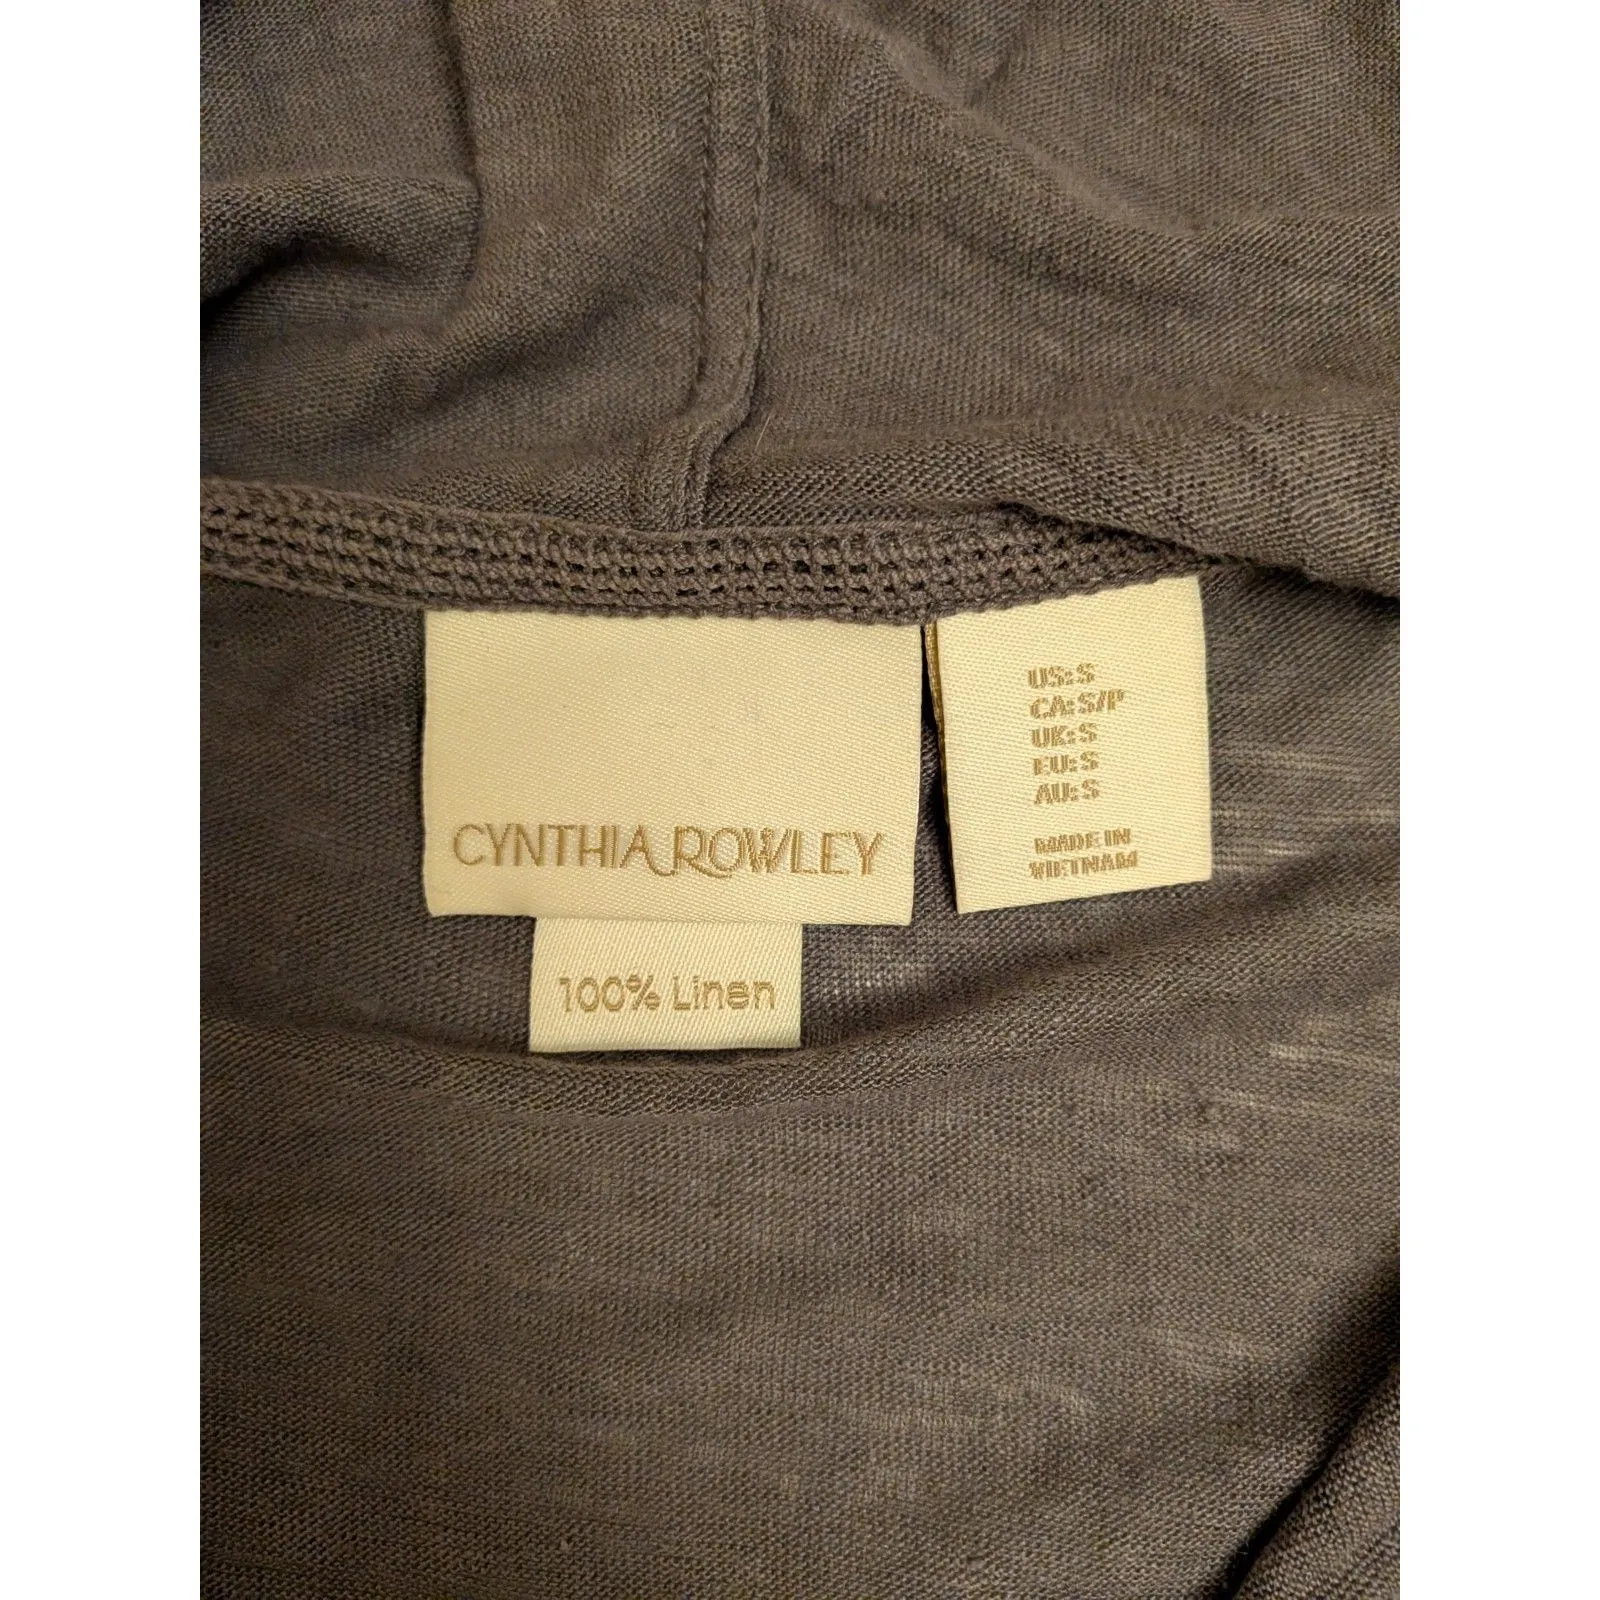 CYNTHIA ROWLEY
100% Linen
US: S
CA: S/P
UK: S
EU: S
AU: S
MADE IN
VIETNAM